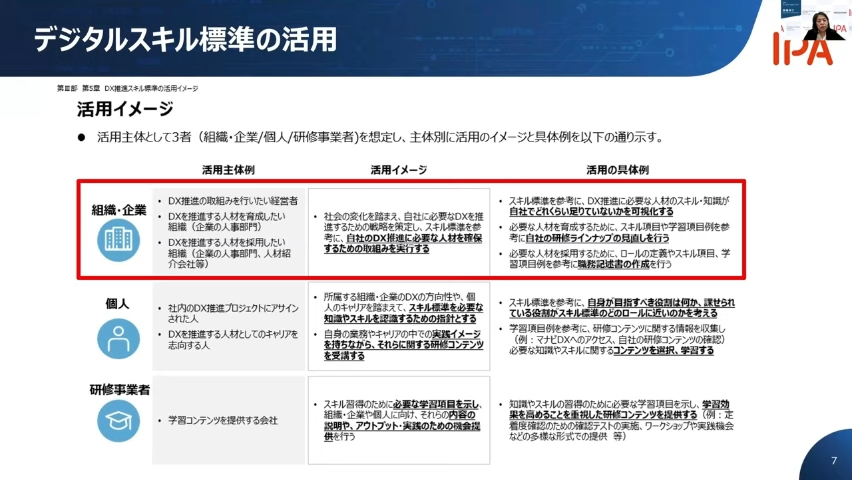 デジタルスキル標準の活用
IPA
第Ⅲ部 第5章 DX推進スキル標準の活用イメージ
活用イメージ
● 活用主体として3者（組織・企業/個人/研修事業者)を想定し、主体別に活用のイメージと具体例を以下の通り示す。
活用主体例
活用イメージ
活用の具体例
組織・企業
• DX推進の取組みを行いたい経営者
• DXを推進する人材を育成したい
組織（企業の人事部門）
• DXを推進する人材を採用したい
組織（企業の人事部門、人材紹
介会社等）
• 社会の変化を踏まえ、自社に必要なDXを推
進するための戦略を策定し、スキル標準を参
考に、自社のDX推進に必要な人材を確保
するための取組みを実行する
• スキル標準を参考に、DX推進に必要な人材のスキル・知識が
自社でどれくらい足りていないかを可視化する
• 必要な人材を育成するために、スキル項目や学習項目例を参
考に自社の研修ラインナップの見直しを行う
• 必要な人材を採用するために、ロールの定義やスキル項目、学
習項目例を参考に職務記述書の作成を行う
個人
• 社内のDX推進プロジェクトにアサイン
された人
• DXを推進する人材としてのキャリアを
志向する人
• 所属する組織・企業のDXの方向性や、個
人のキャリアを踏まえて、スキル標準を必要な
知識やスキルを認識するための指針とする
• 自身の業務やキャリアの中での実践イメージ
を持ちながら、それらに関する研修コンテンツ
を受講する
• スキル標準を参考に、自身が目指すべき役割は何か、課せられ
ている役割がスキル標準のどのロールに近いのかを考える
• 学習項目例を参考に、研修コンテンツに関する情報を収集し
（例：マナビDXへのアクセス、自社の研修コンテンツの確認）
必要な知識やスキルに関するコンテンツを選択、学習する
研修事業者
• 学習コンテンツを提供する会社
• スキル習得のために必要な学習項目を示し、
組織・企業や個人に向け、それらの内容の
説明や、アウトプット・実践のための機会提
供を行う
• 知識やスキルの習得のために必要な学習項目を示し、学習効
果を高めることを重視した研修コンテンツを提供する（例：定
着度確認のための確認テストの実施、ワークショップや実践機会
などの多様な形式での提供 等）
7